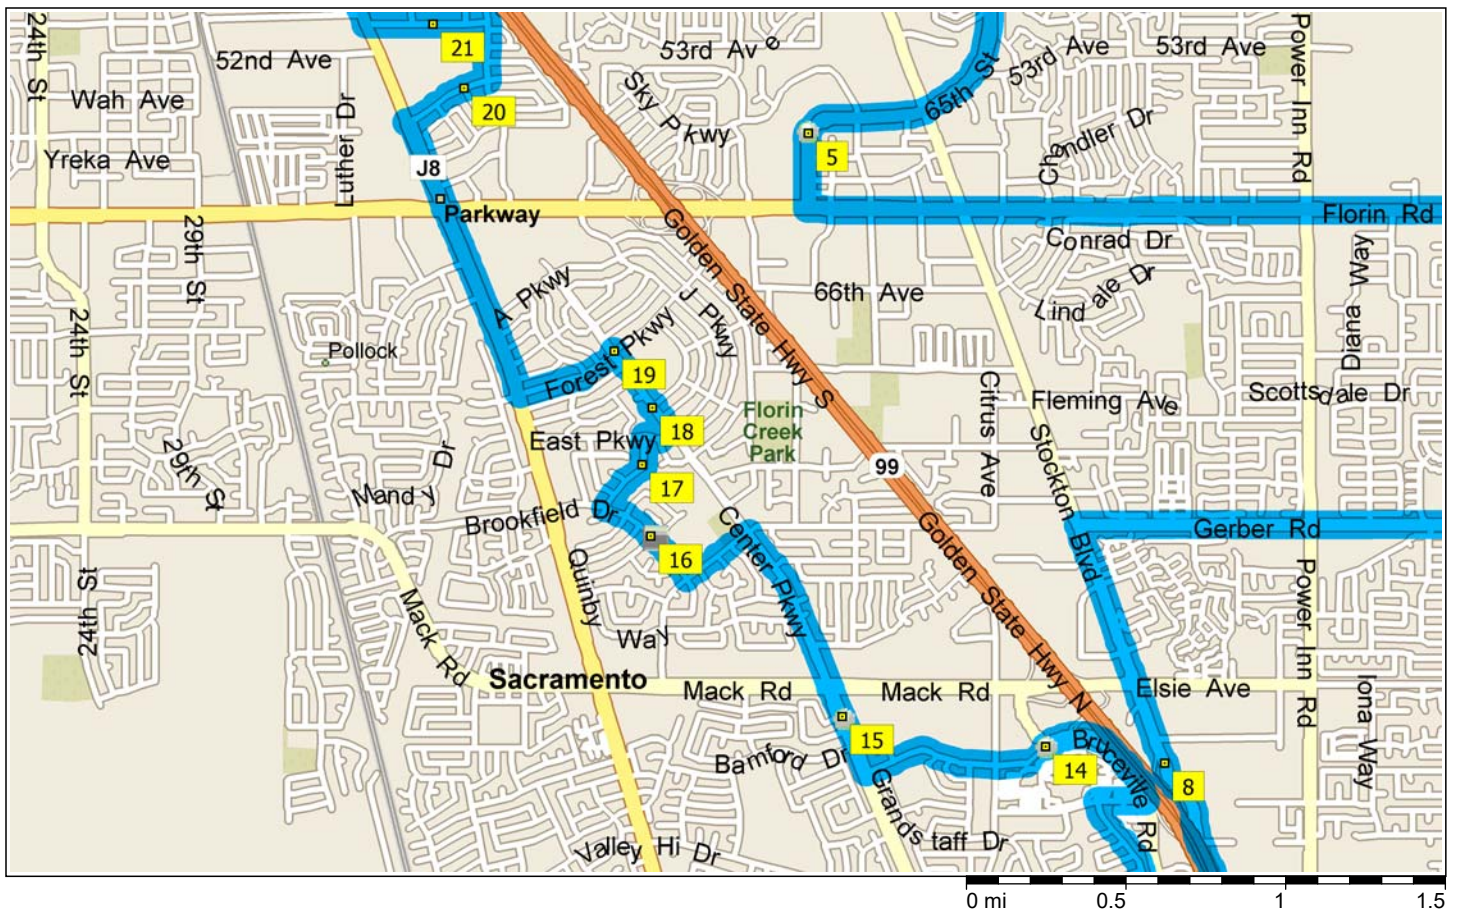 24th St
52nd Ave
21
53rd Ave
65th St
53rd Ave
53rd Ave
Power Inn Rd
Wah Ave
Luther Dr
20
Sky Pkwy
Chandler Dr
Yreka Ave
J8
5
Parkway
Florin Rd
29th St
Golden State Hwy S
Conrad Dr
Diana Way
A Pkwy
J Pkwy
66th Ave
Lindale Dr
24th St
Pollock
Forest Pkwy
19
Citrus Ave
Fleming Ave
Scottsdale Dr
Florin
Creek
Park
18
East Pkwy
29th St
Mandy Dr
99
Stockton Blvd
17
Brookfield Dr
Center Pkwy
Golden State Hwy N
Gerber Rd
16
24th St
Quinby Way
Mack Rd
Power Inn Rd
Sacramento
Mack Rd
Mack Rd
Elsie Ave
Iona Way
15
Bamford Dr
14
Bruceville Rd
8
Grandstaff Dr
Valley Hi Dr
0 mi 0.5 1 1.5